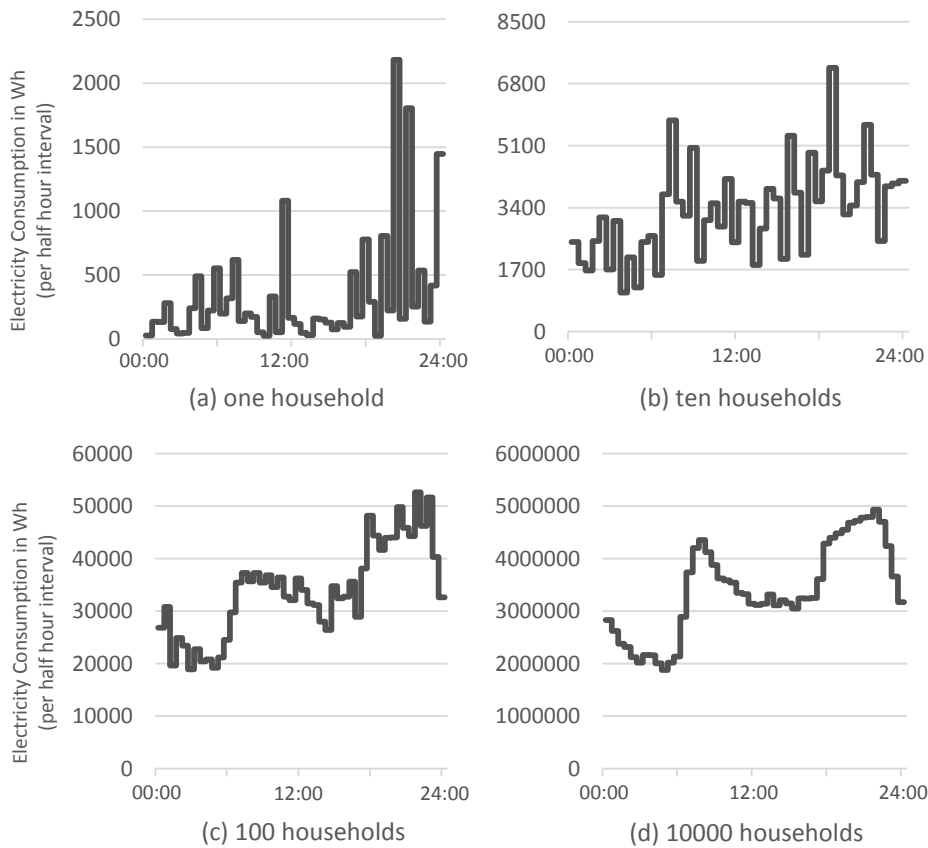 Electricity Consumption in Wh
(per half hour interval)
2500
2000
1500
1000
500
0
00:00 12:00 24:00
(a) one household
8500
6800
5100
3400
1700
0
00:00 12:00 24:00
(b) ten households
Electricity Consumption in Wh
(per half hour interval)
60000
50000
40000
30000
20000
10000
0
00:00 12:00 24:00
(c) 100 households
6000000
5000000
4000000
3000000
2000000
1000000
0
00:00 12:00 24:00
(d) 10000 households